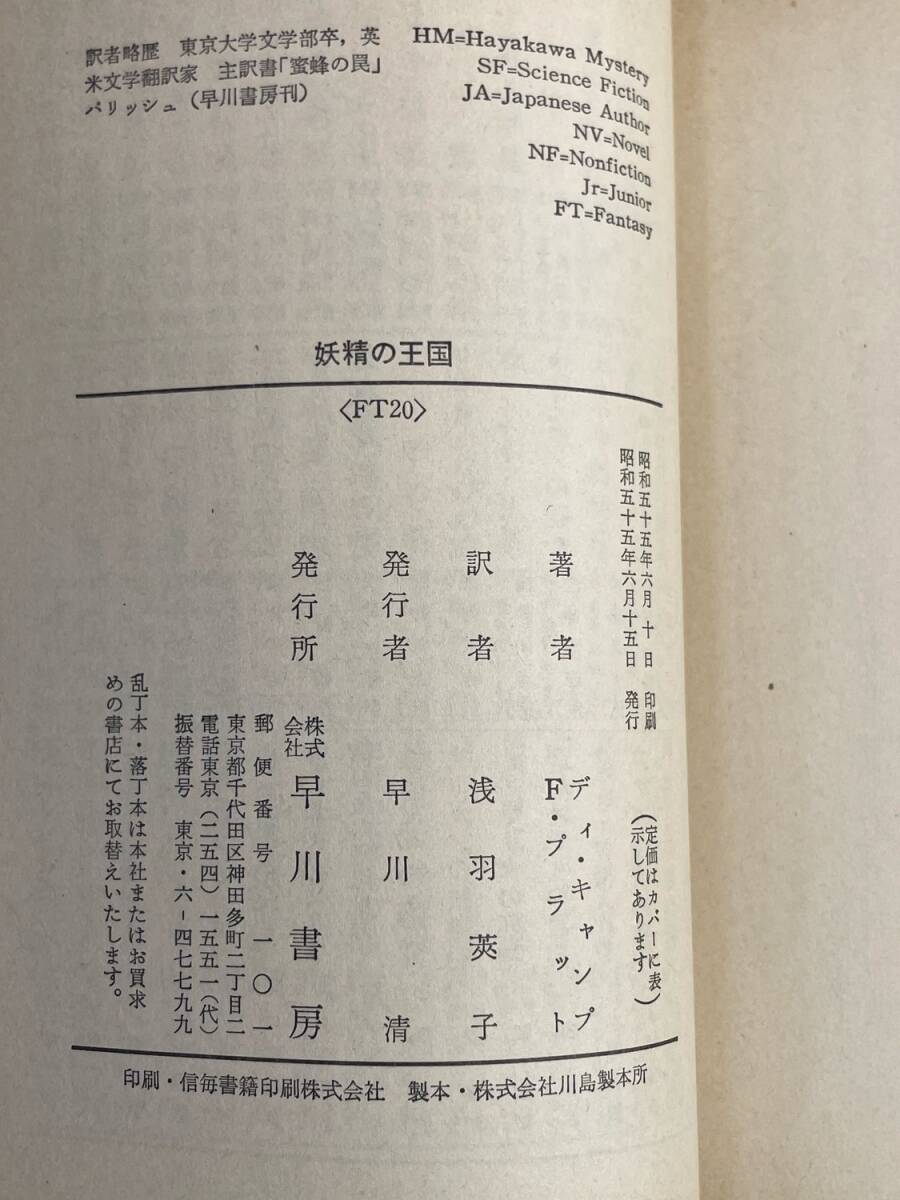 HM=Hayakawa Mystery
SF=Science Fiction
JA=Japanese Author
NV=Novel
NF=Nonfiction
Jr=Junior
FT=Fantasy
訳者略歴　東京大学文学部卒，英
米文学翻訳家　主訳書「蜜蜂の罠」
パリッシュ（早川書房刊）
妖精の王国
〈FT20〉
昭和五十五年六月　十　日　印刷
昭和五十五年六月十五日　発行
（定価はカバーに表
示してあります）
著　者　ディ・キャンプ
F・プラット
訳　者　浅羽莢子
発行者　早川　清
発行所　株式会社　早川書房
郵便番号　一〇一
東京都千代田区神田多町二丁目二
電話東京（二五四）一五五一（代）
振替番号　東京・六－四七七九九
乱丁本・落丁本は本社またはお買求
めの書店にてお取替えいたします。
印刷・信毎書籍印刷株式会社　製本・株式会社川島製本所